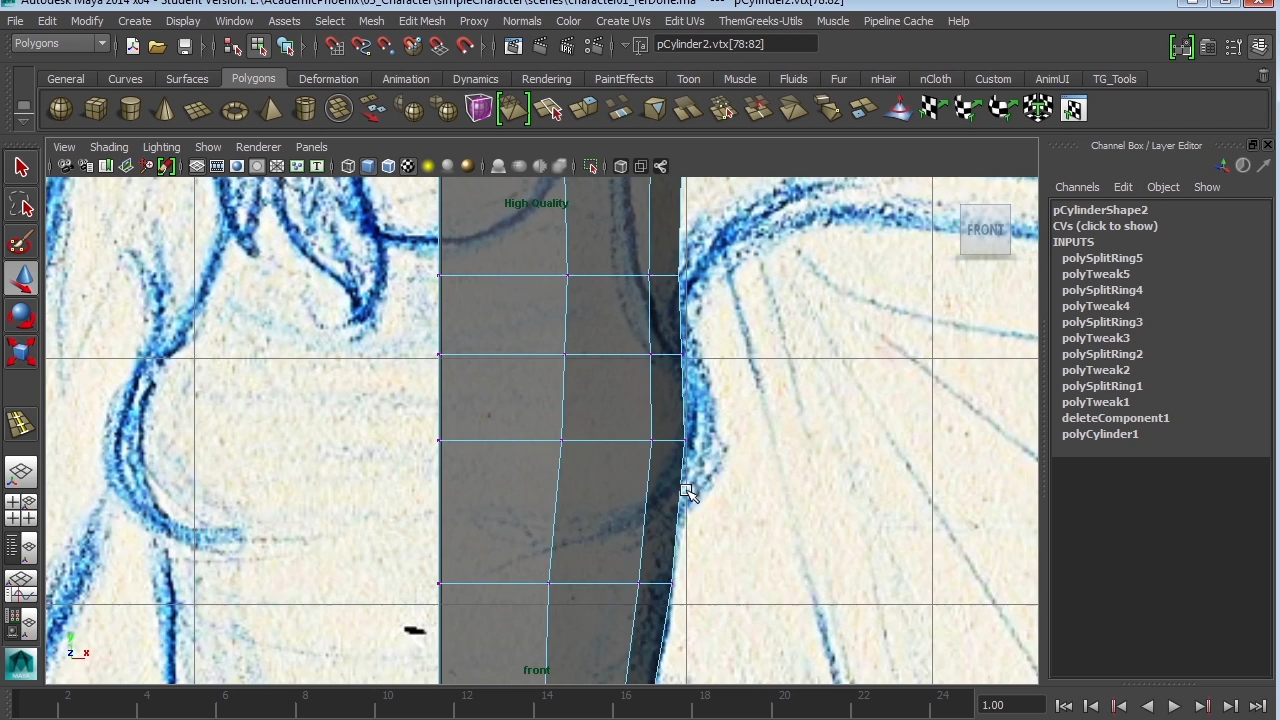 Autodesk Maya 2014 x64 - Student Version: E:\AcademicPhoenix\05_Character\simpleCharacter\scenes\character01_refDone.ma --- pCylinder2.vtx[78:82]
File Edit Modify Create Display Window Assets Select Mesh Edit Mesh Proxy Normals Color Create UVs Edit UVs ThemGreeks-Utils Muscle Pipeline Cache Help
Polygons pCylinder2.vtx[78:82]
General Curves Surfaces Polygons Deformation Animation Dynamics Rendering PaintEffects Toon Muscle Fluids Fur nHair nCloth Custom AnimUI TG_Tools
View Shading Lighting Show Renderer Panels
Channel Box / Layer Editor
Channels Edit Object Show
High Quality
FRONT
pCylinderShape2
CVs (click to show)
INPUTS
polySplitRing5
polyTweak5
polySplitRing4
polyTweak4
polySplitRing3
polyTweak3
polySplitRing2
polyTweak2
polySplitRing1
polyTweak1
deleteComponent1
polyCylinder1
y
z x
front
2 4 6 8 10 12 14 16 18 20 22 24
1.00